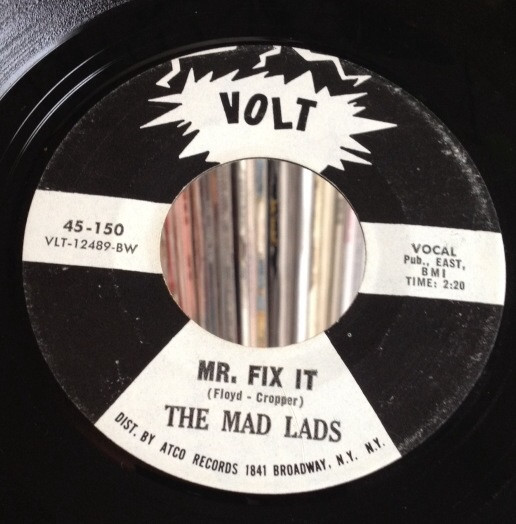 VOLT
45-150
VLT-12489-BW
VOCAL
Pub., EAST,
BMI
TIME: 2:20
MR. FIX IT
(Floyd - Cropper)
THE MAD LADS
DIST. BY ATCO RECORDS 1841 BROADWAY, N.Y. N.Y.